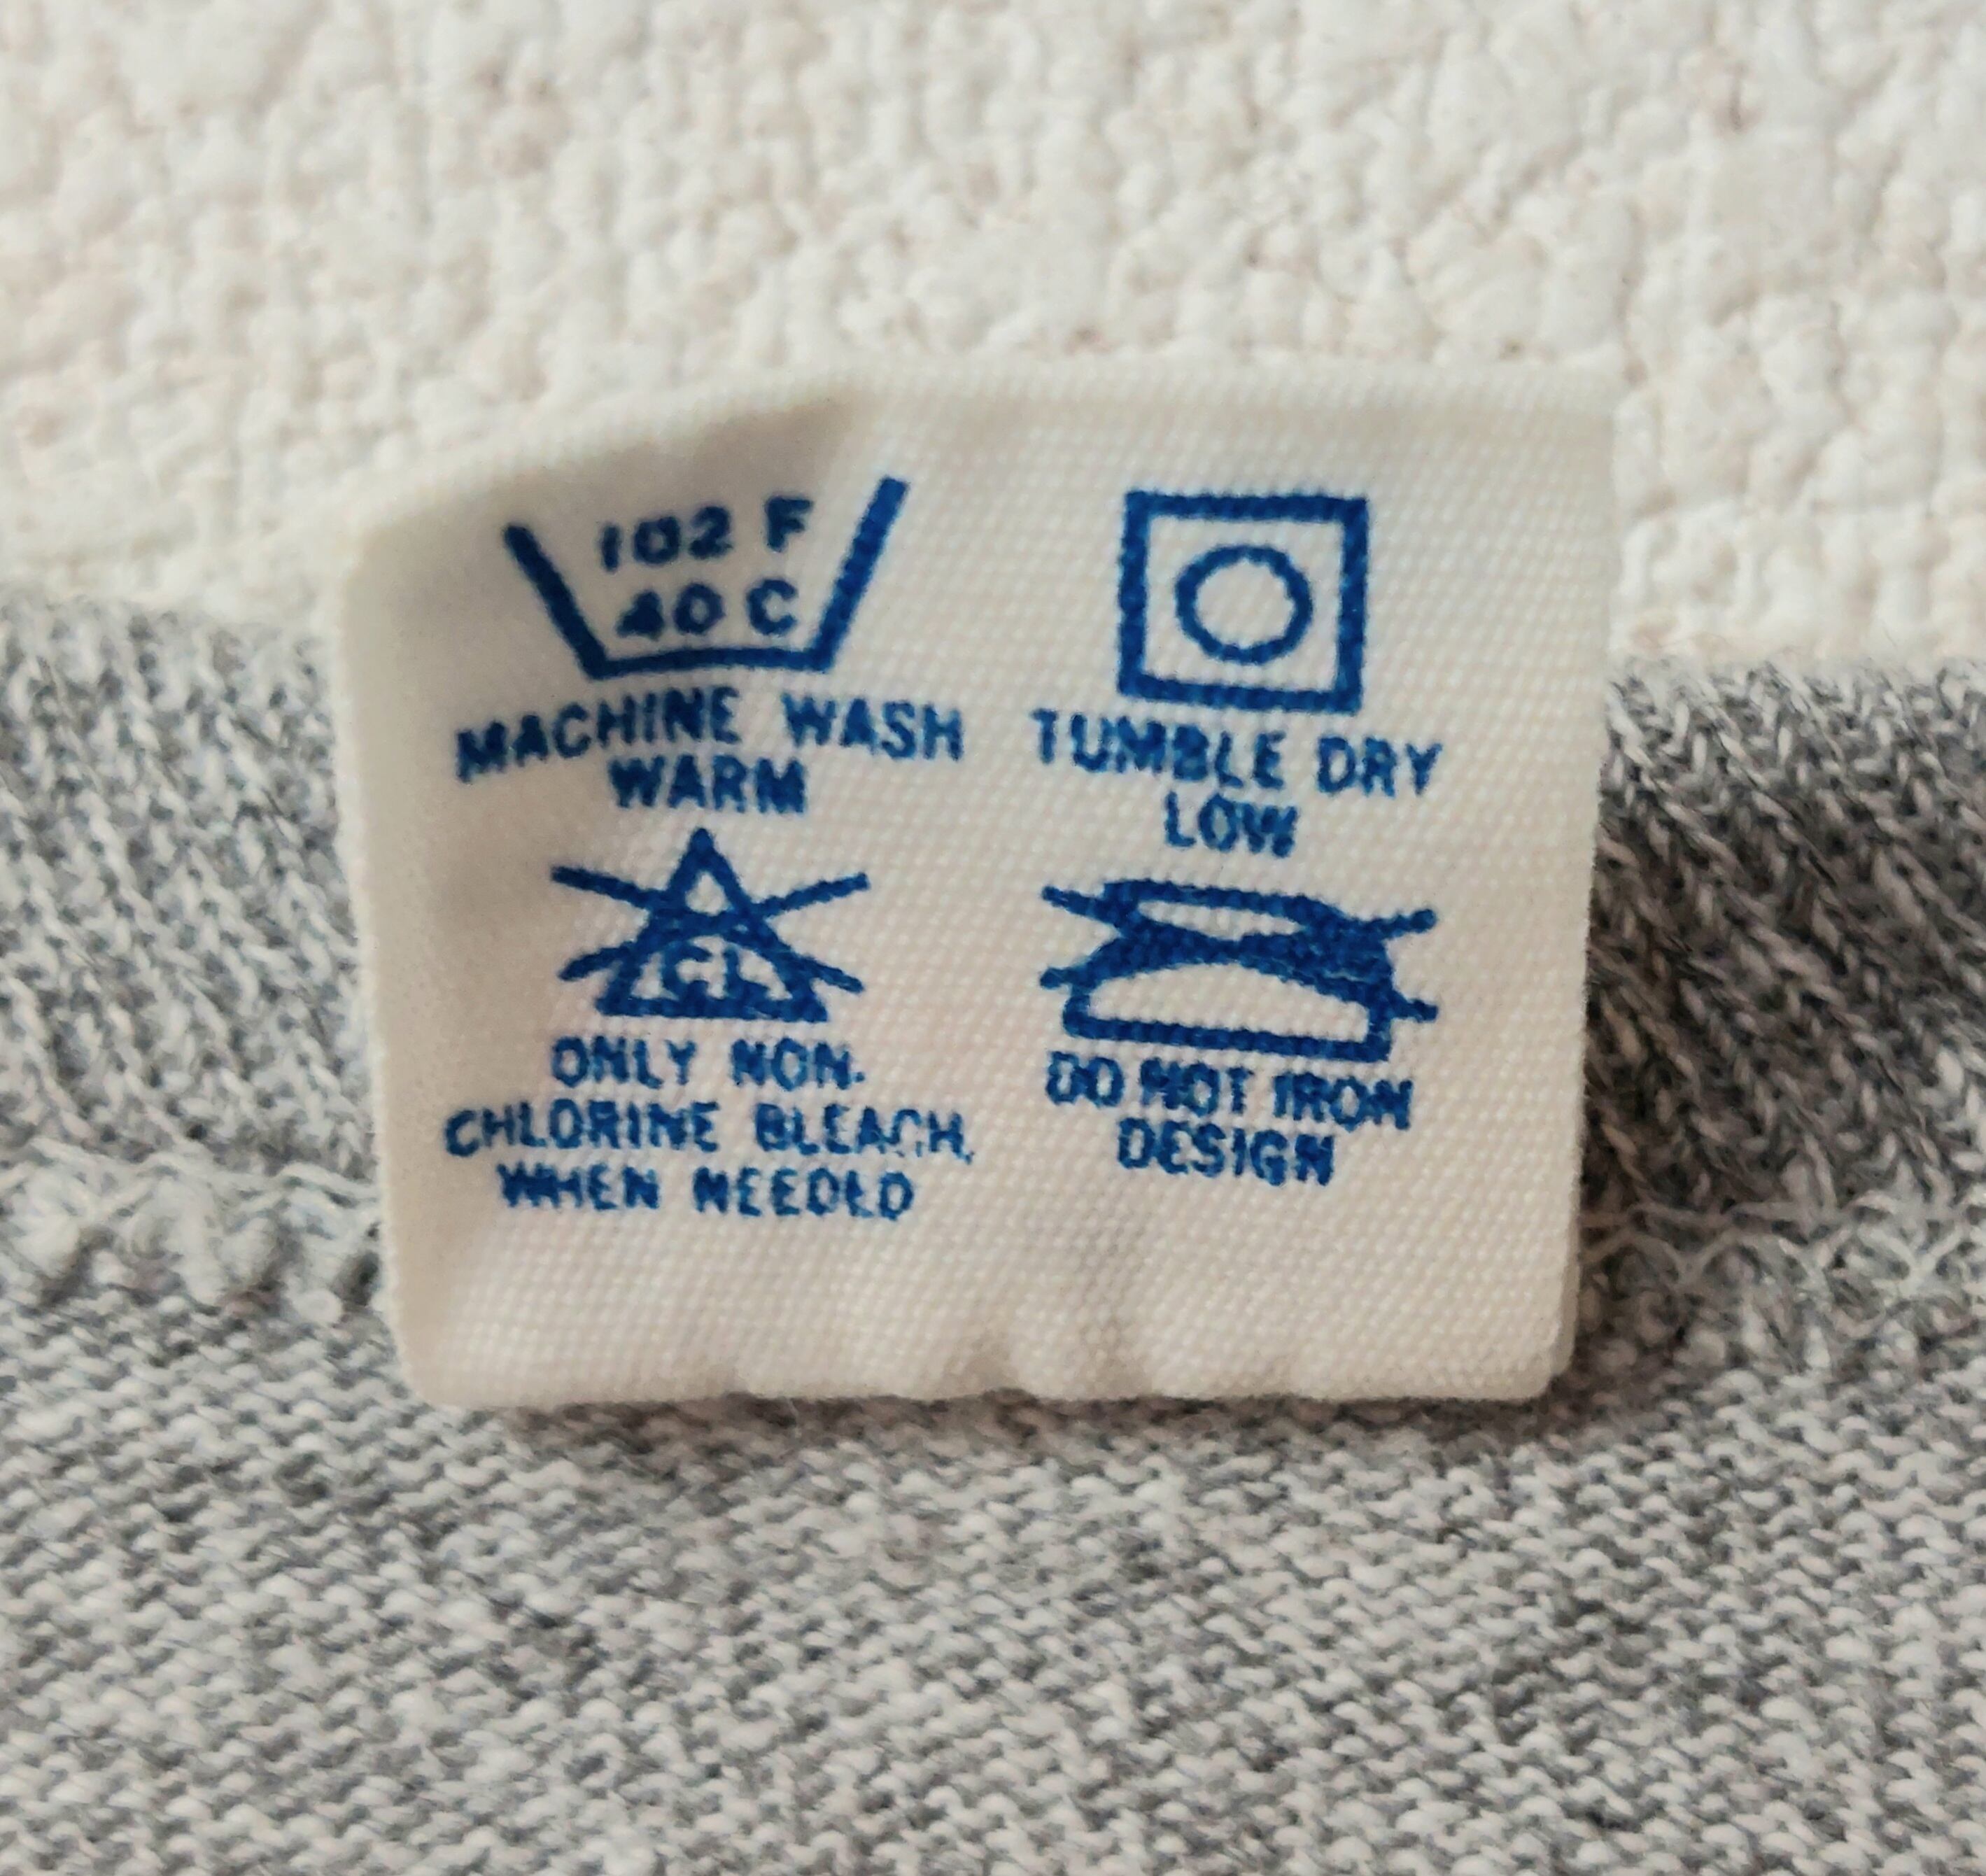 102 F
40 C
MACHINE WASH
WARM
TUMBLE DRY
LOW
CL
ONLY NON-
CHLORINE BLEACH,
WHEN NEEDED
DO NOT IRON
DESIGN